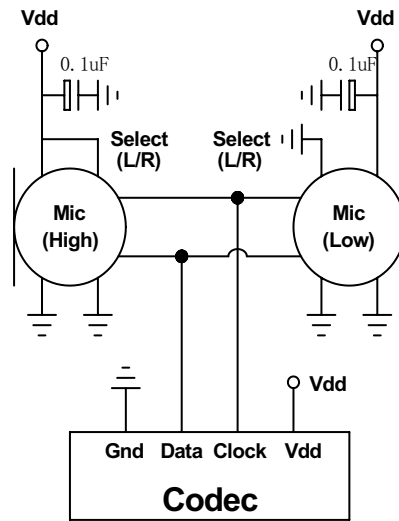 Vdd
Vdd
0.1uF
0.1uF
Select
(L/R)
Select
(L/R)
Mic
(High)
Mic
(Low)
Vdd
Gnd Data Clock Vdd
Codec